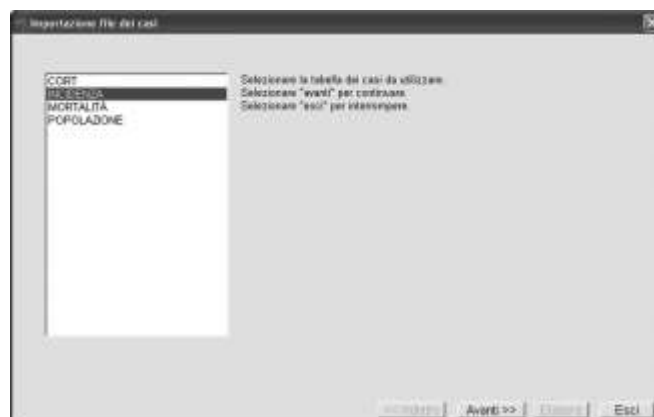 Importazione file dei casi
CORT
INCIDENZA
MORTALITÀ
POPOLAZIONE
Selezionare la tabella dei casi da utilizzare.
Selezionare "avanti" per continuare.
Selezionare "esci" per interrompere.
<< Indietro
Avanti >>
Esci